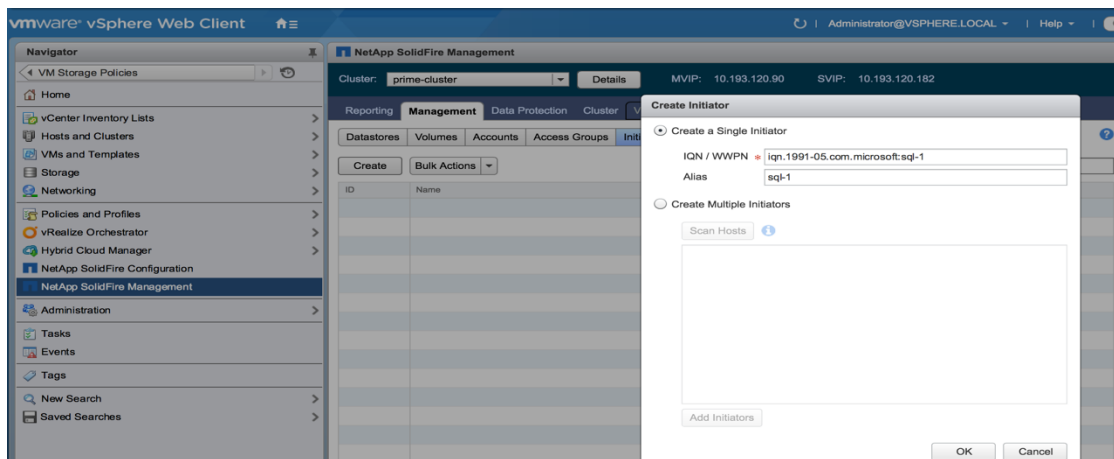 vmware® vSphere Web Client
Administrator@VSPHERE.LOCAL
Help
Navigator
VM Storage Policies
Home
vCenter Inventory Lists
Hosts and Clusters
VMs and Templates
Storage
Networking
Policies and Profiles
vRealize Orchestrator
Hybrid Cloud Manager
NetApp SolidFire Configuration
NetApp SolidFire Management
Administration
Tasks
Events
Tags
New Search
Saved Searches
NetApp SolidFire Management
Cluster: prime-cluster Details MVIP: 10.193.120.90 SVIP: 10.193.120.182
Reporting Management Data Protection Cluster V
Datastores Volumes Accounts Access Groups Initi
Create Bulk Actions
ID Name
Create Initiator
Create a Single Initiator
IQN / WWPN * iqn.1991-05.com.microsoft:sql-1
Alias sql-1
Create Multiple Initiators
Scan Hosts
Add Initiators
OK Cancel